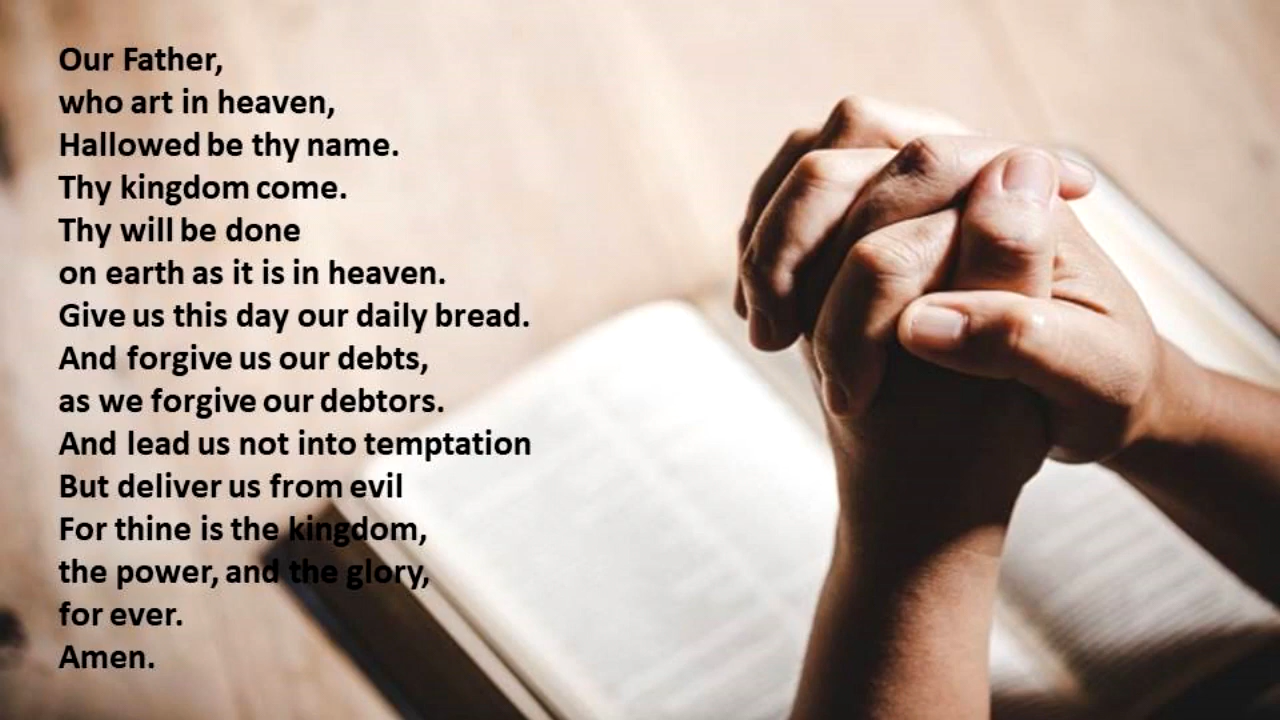 Our Father,
who art in heaven,
Hallowed be thy name.
Thy kingdom come.
Thy will be done
on earth as it is in heaven.
Give us this day our daily bread.
And forgive us our debts,
as we forgive our debtors.
And lead us not into temptation
But deliver us from evil
For thine is the kingdom,
the power, and the glory,
for ever.
Amen.